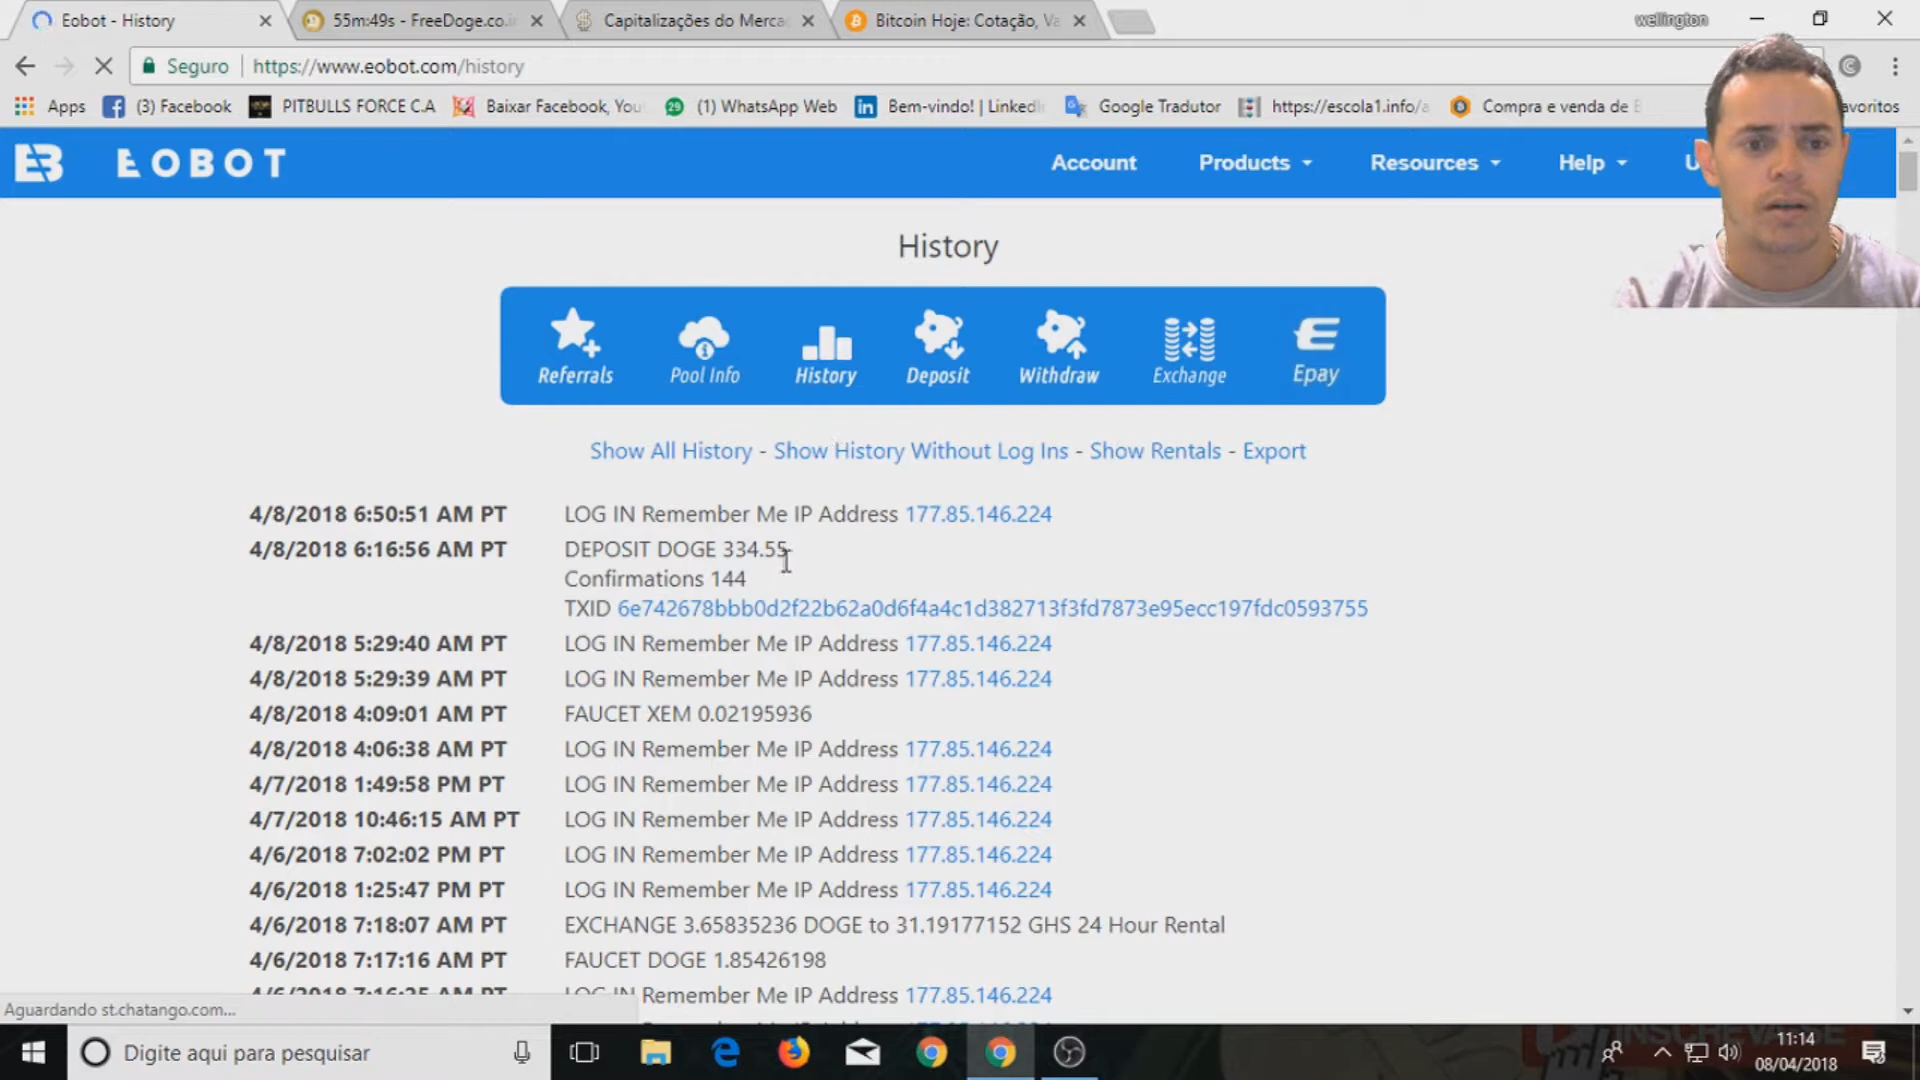 Eobot - History
55m:49s - FreeDoge.co.in
Capitalizações do Merca
Bitcoin Hoje: Cotação, Va
wellington
Seguro
https://www.eobot.com/history
Apps
(3) Facebook
PITBULLS FORCE C.A
Baixar Facebook, You
(1) WhatsApp Web
Bem-vindo! | LinkedI
Google Tradutor
https://escola1.info/a
Compra e venda de B
EOBOT
Account
Products
Resources
Help
History
Referrals
Pool Info
History
Deposit
Withdraw
Exchange
Epay
Show All History - Show History Without Log Ins - Show Rentals - Export
4/8/2018 6:50:51 AM PT LOG IN Remember Me IP Address 177.85.146.224
4/8/2018 6:16:56 AM PT DEPOSIT DOGE 334.55
Confirmations 144
TXID 6e742678bbb0d2f22b62a0d6f4a4c1d382713f3fd7873e95ecc197fdc0593755
4/8/2018 5:29:40 AM PT LOG IN Remember Me IP Address 177.85.146.224
4/8/2018 5:29:39 AM PT LOG IN Remember Me IP Address 177.85.146.224
4/8/2018 4:09:01 AM PT FAUCET XEM 0.02195936
4/8/2018 4:06:38 AM PT LOG IN Remember Me IP Address 177.85.146.224
4/7/2018 1:49:58 PM PT LOG IN Remember Me IP Address 177.85.146.224
4/7/2018 10:46:15 AM PT LOG IN Remember Me IP Address 177.85.146.224
4/6/2018 7:02:02 PM PT LOG IN Remember Me IP Address 177.85.146.224
4/6/2018 1:25:47 PM PT LOG IN Remember Me IP Address 177.85.146.224
4/6/2018 7:18:07 AM PT EXCHANGE 3.65835236 DOGE to 31.19177152 GHS 24 Hour Rental
4/6/2018 7:17:16 AM PT FAUCET DOGE 1.85426198
4/6/2018 7:16:25 AM PT LOG IN Remember Me IP Address 177.85.146.224
Aguardando st.chatango.com...
Digite aqui para pesquisar
INSCREVA-SE
11:14
08/04/2018